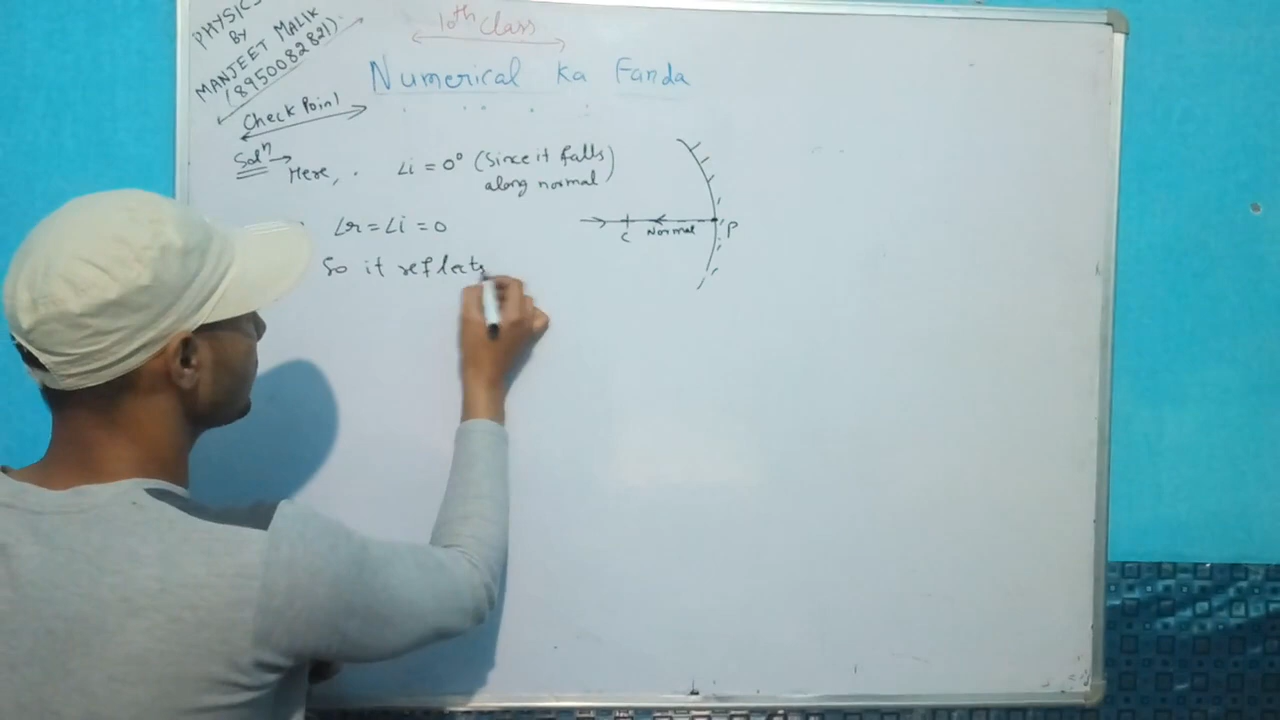 PHYSICS
BY
MANJEET MALIK
(8950082821)
10th Class
Numerical Ka Fanda
Check Point
Solⁿ → Here, ∠i = 0° (Since it falls
along normal)
∠r = ∠i = 0
So it reflects
C Normal P